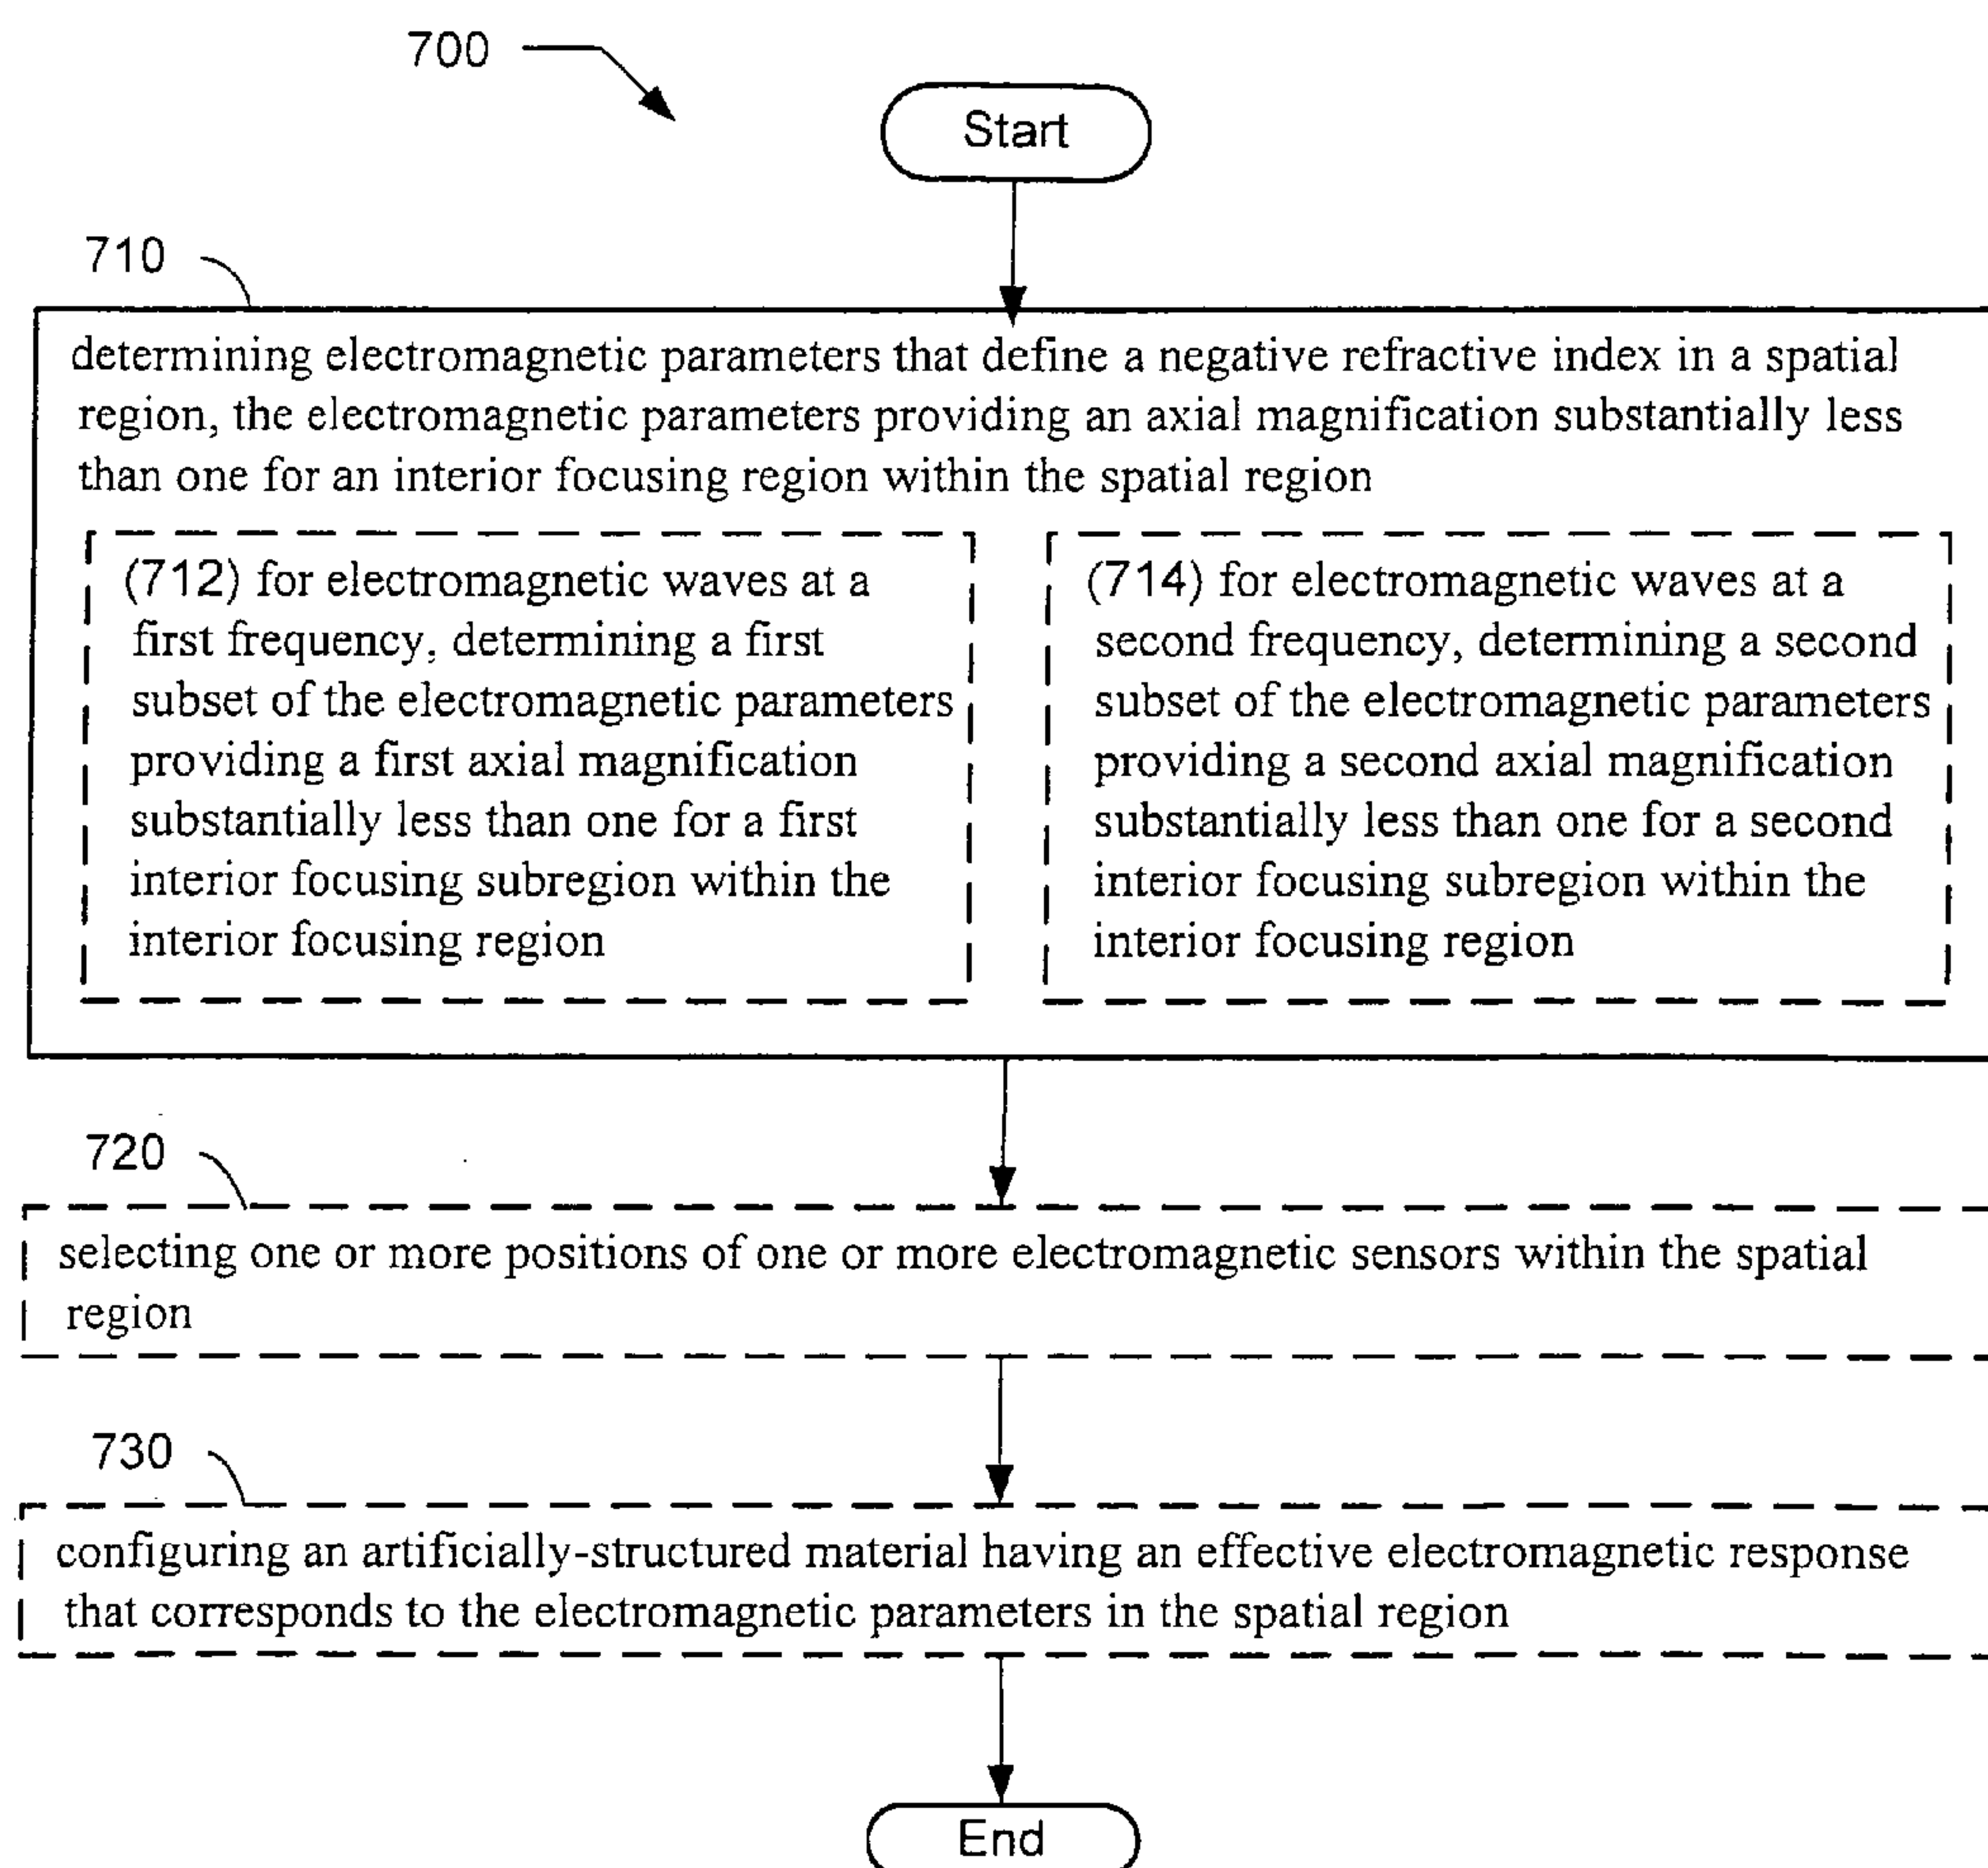 700
Start
710
determining electromagnetic parameters that define a negative refractive index in a spatial
region, the electromagnetic parameters providing an axial magnification substantially less
than one for an interior focusing region within the spatial region
(712) for electromagnetic waves at a
first frequency, determining a first
subset of the electromagnetic parameters
providing a first axial magnification
substantially less than one for a first
interior focusing subregion within the
interior focusing region
(714) for electromagnetic waves at a
second frequency, determining a second
subset of the electromagnetic parameters
providing a second axial magnification
substantially less than one for a second
interior focusing subregion within the
interior focusing region
720
selecting one or more positions of one or more electromagnetic sensors within the spatial
region
730
configuring an artificially-structured material having an effective electromagnetic response
that corresponds to the electromagnetic parameters in the spatial region
End